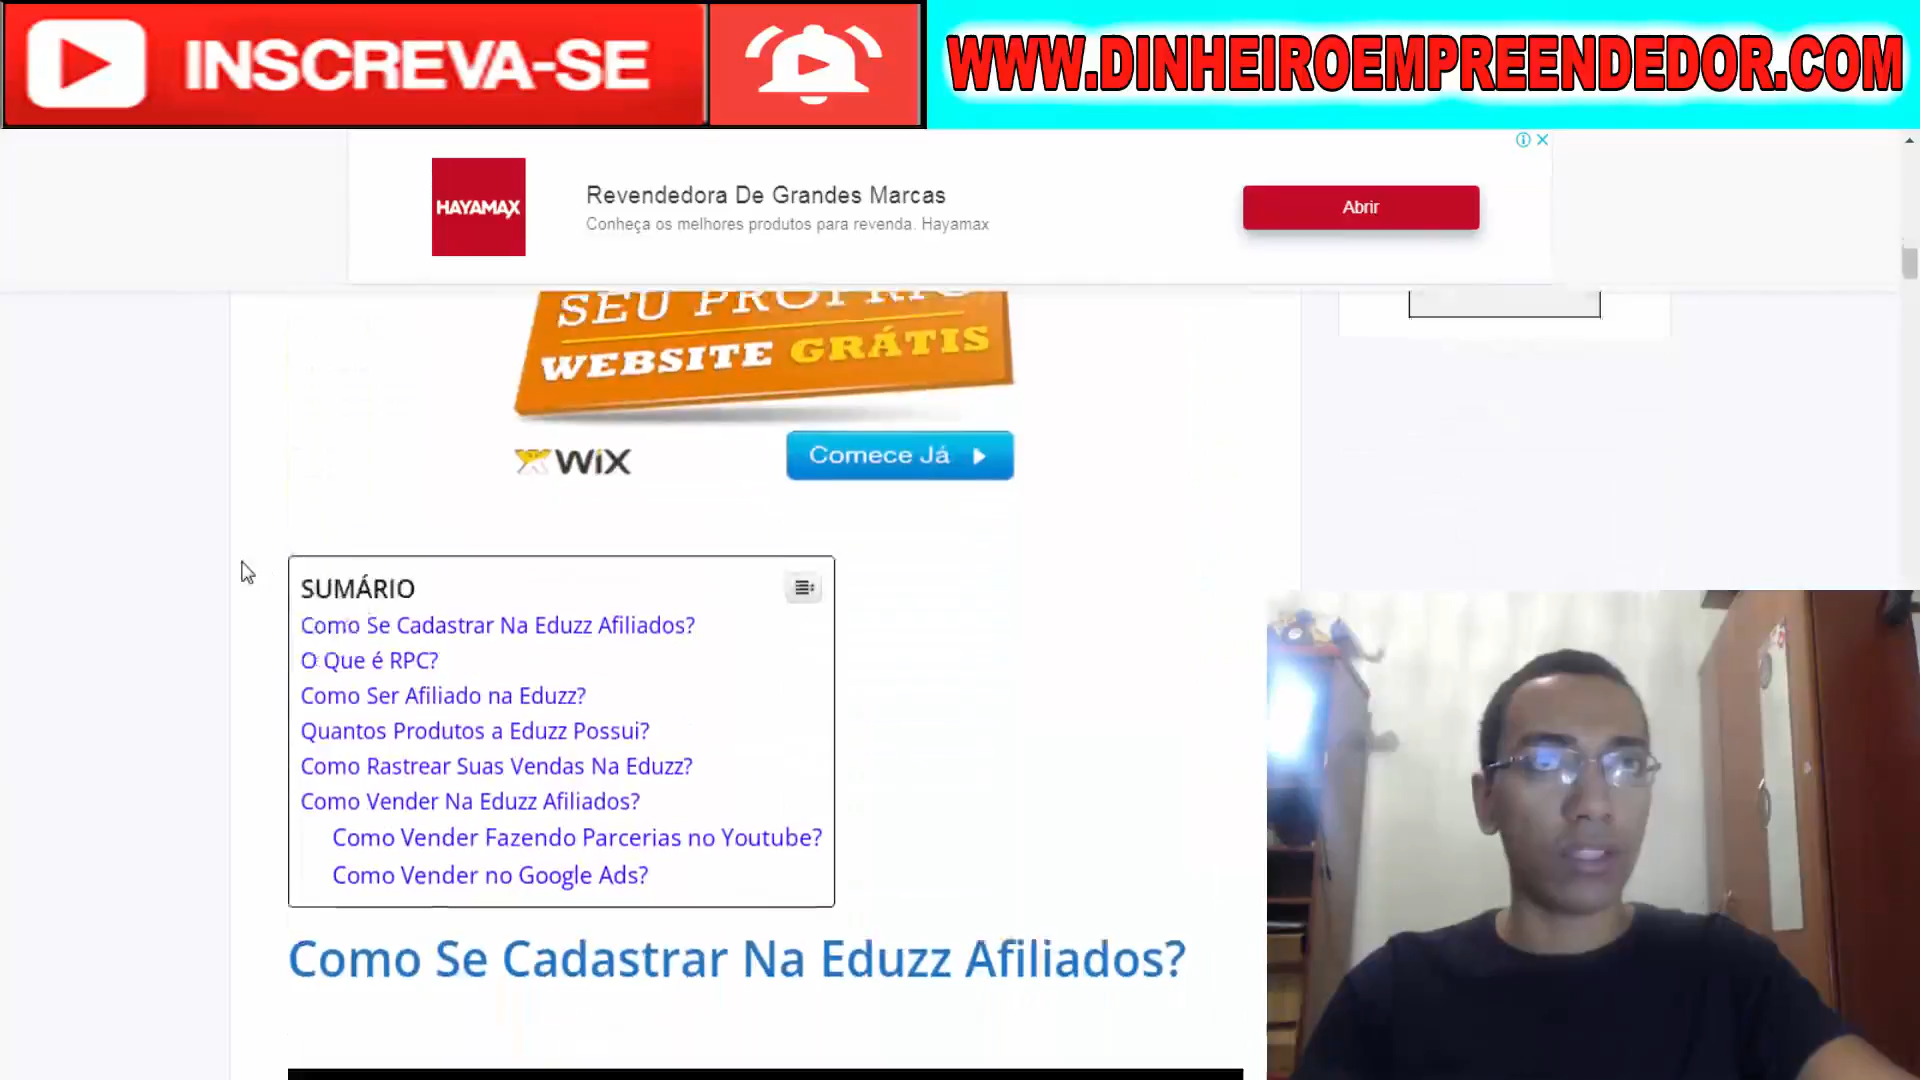 INSCREVA-SE
WWW.DINHEIROEMPREENDEDOR.COM
HAYAMAX
Revendedora De Grandes Marcas
Conheça os melhores produtos para revenda. Hayamax
Abrir
SEU PRÓPRIO
WEBSITE GRÁTIS
WiX
Comece Já
SUMÁRIO
Como Se Cadastrar Na Eduzz Afiliados?
O Que é RPC?
Como Ser Afiliado na Eduzz?
Quantos Produtos a Eduzz Possui?
Como Rastrear Suas Vendas Na Eduzz?
Como Vender Na Eduzz Afiliados?
Como Vender Fazendo Parcerias no Youtube?
Como Vender no Google Ads?
Como Se Cadastrar Na Eduzz Afiliados?